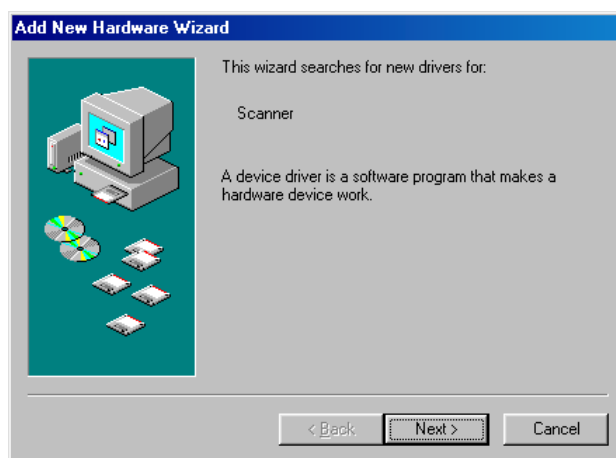 Add New Hardware Wizard
This wizard searches for new drivers for:
Scanner
A device driver is a software program that makes a
hardware device work.
< Back
Next >
Cancel